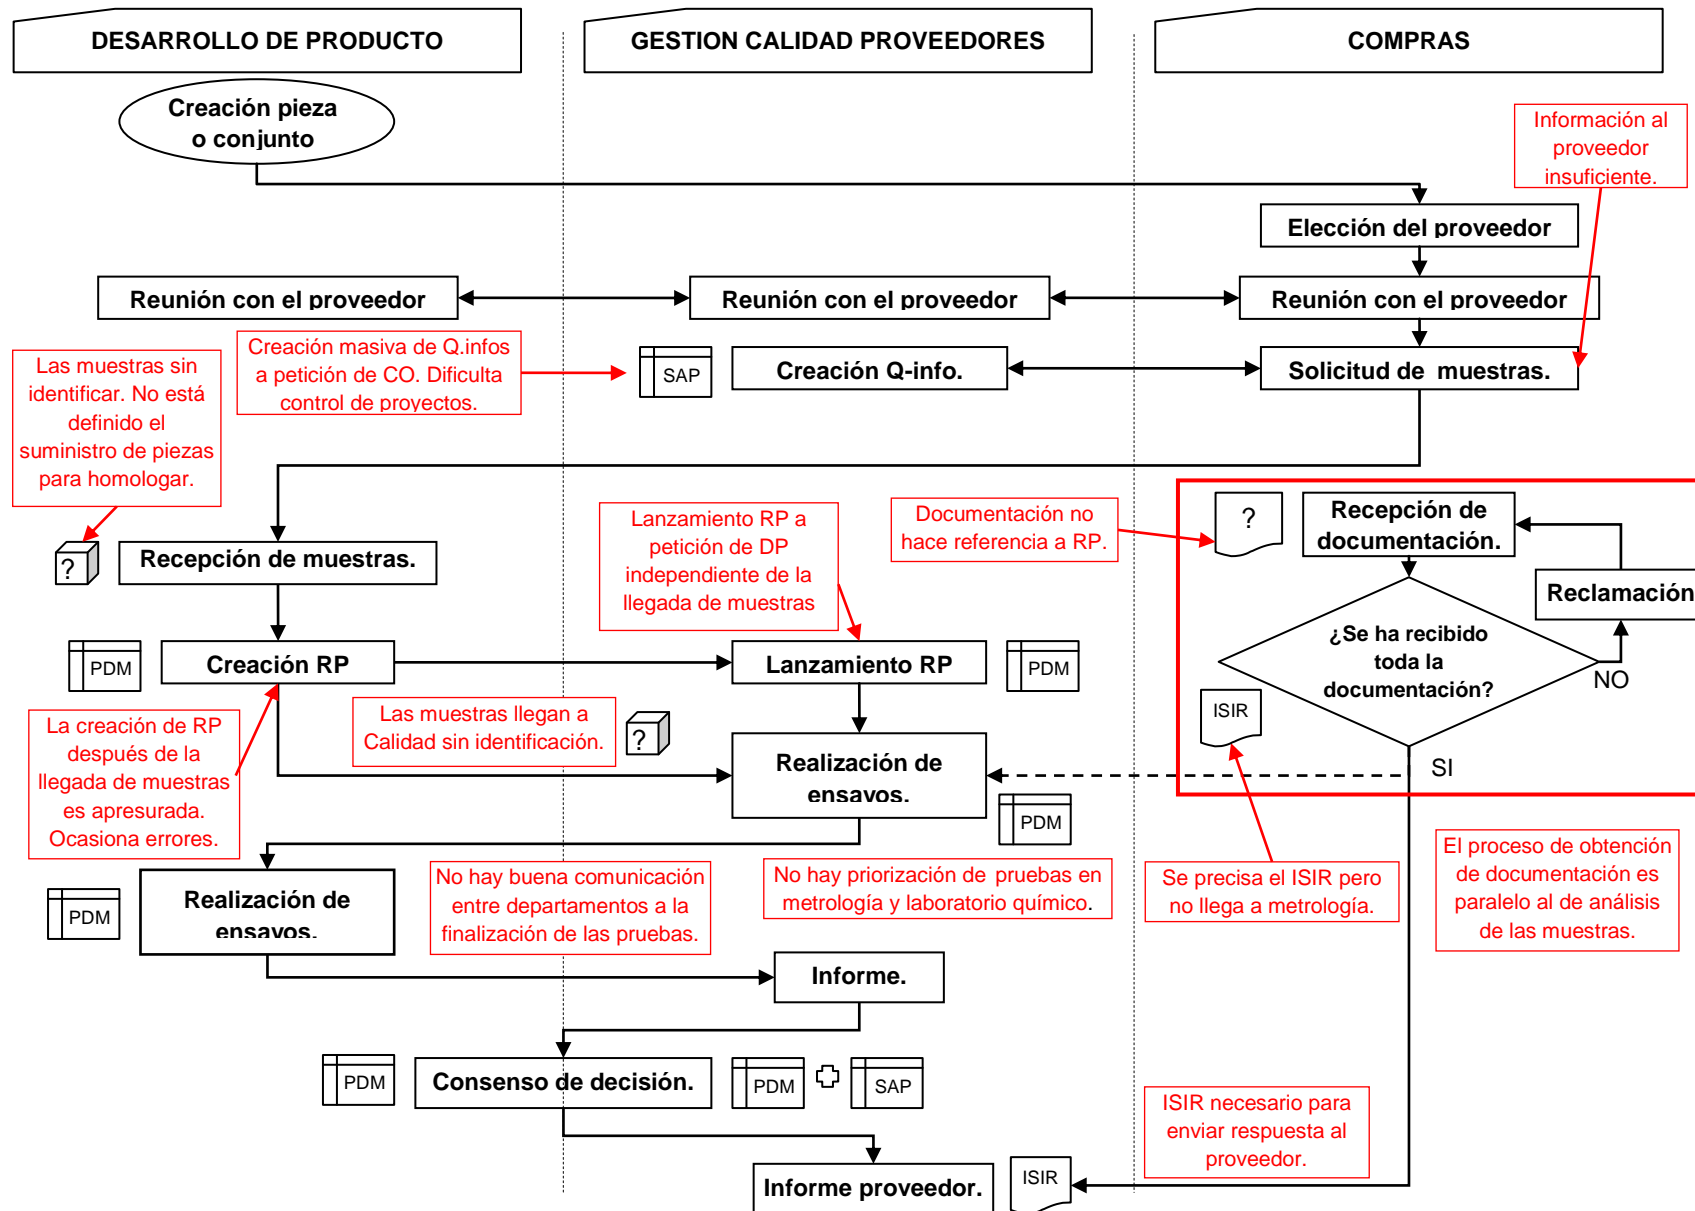 DESARROLLO DE PRODUCTO
GESTION CALIDAD PROVEEDORES
COMPRAS
Creación pieza
o conjunto
Información al
proveedor
insuficiente.
Elección del proveedor
Reunión con el proveedor
Reunión con el proveedor
Reunión con el proveedor
Las muestras sin
identificar. No está
definido el
suministro de piezas
para homologar.
Creación masiva de Q.infos
a petición de CO. Dificulta
control de proyectos.
SAP
Creación Q-info.
Solicitud de muestras.
?
Recepción de muestras.
Lanzamiento RP a
petición de DP
independiente de la
llegada de muestras
Documentación no
hace referencia a RP.
?
Recepción de
documentación.
Reclamación
¿Se ha recibido
toda la
documentación?
NO
SI
PDM
Creación RP
Lanzamiento RP
PDM
La creación de RP
después de la
llegada de muestras
es apresurada.
Ocasiona errores.
Las muestras llegan a
Calidad sin identificación.
?
ISIR
Realización de
ensayos.
PDM
PDM
Realización de
ensayos.
No hay buena comunicación
entre departamentos a la
finalización de las pruebas.
No hay priorización de pruebas en
metrología y laboratorio químico.
Se precisa el ISIR pero
no llega a metrología.
El proceso de obtención
de documentación es
paralelo al de análisis
de las muestras.
Informe.
PDM
Consenso de decisión.
PDM
SAP
ISIR necesario para
enviar respuesta al
proveedor.
Informe proveedor.
ISIR